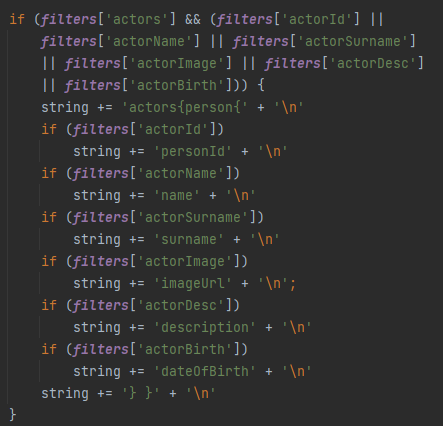 if (filters['actors'] && (filters['actorId'] ||
    filters['actorName'] || filters['actorSurname']
    || filters['actorImage'] || filters['actorDesc']
    || filters['actorBirth'])) {
    string += 'actors{person{' + '\n'
    if (filters['actorId'])
        string += 'personId' + '\n'
    if (filters['actorName'])
        string += 'name' + '\n'
    if (filters['actorSurname'])
        string += 'surname' + '\n'
    if (filters['actorImage'])
        string += 'imageUrl' + '\n';
    if (filters['actorDesc'])
        string += 'description' + '\n'
    if (filters['actorBirth'])
        string += 'dateOfBirth' + '\n'
    string += '} }' + '\n'
}